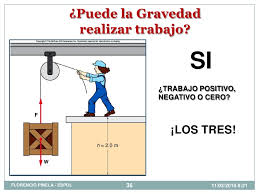 ¿Puede la Gravedad
realizar trabajo?
SI
¿TRABAJO POSITIVO,
NEGATIVO O CERO?
F
h = 2.0 m
¡LOS TRES!
W
FLORENCIO PINELA - ESPOL
36